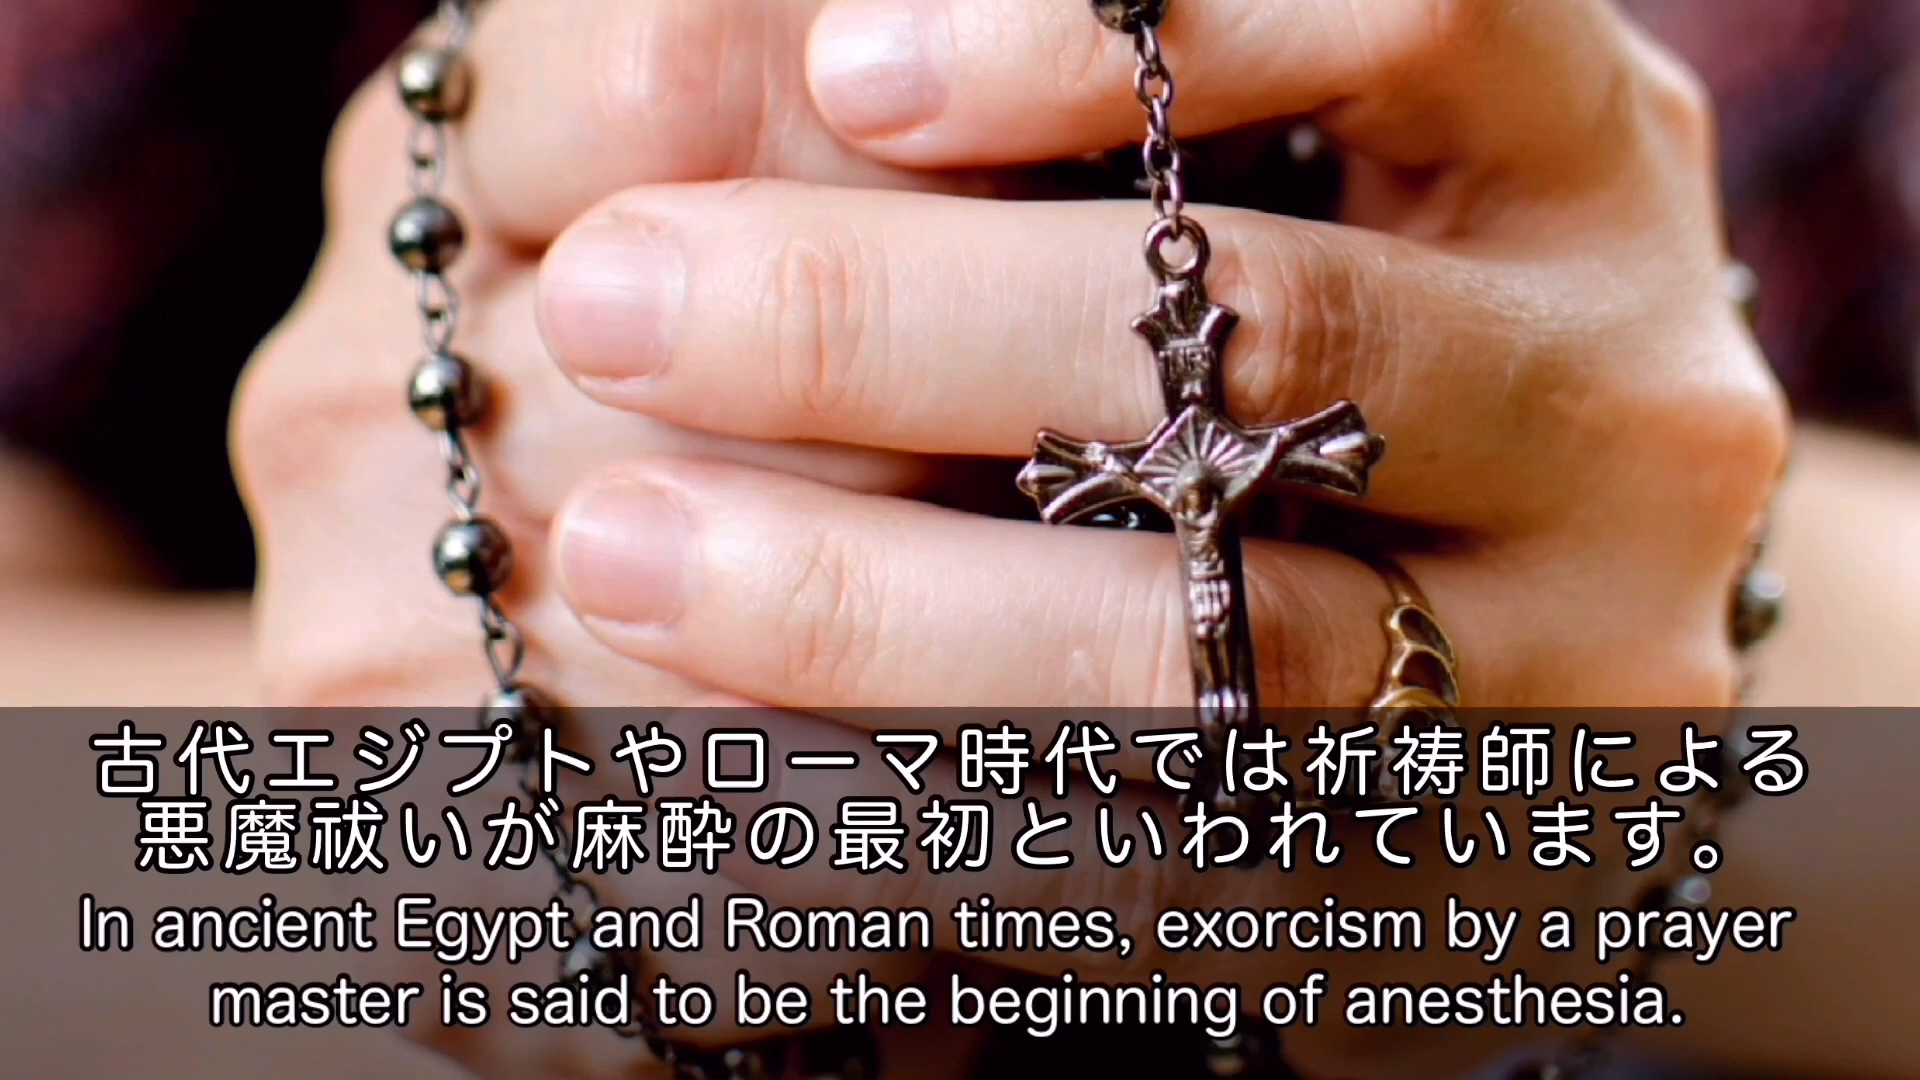 古代エジプトやローマ時代では祈祷師による
悪魔祓いが麻酔の最初といわれています。
In ancient Egypt and Roman times, exorcism by a prayer
master is said to be the beginning of anesthesia.